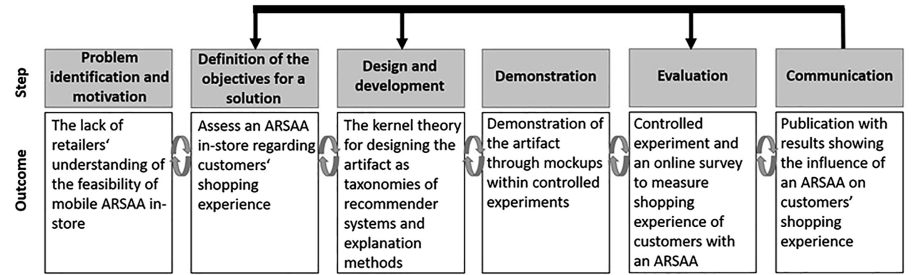 Step
Problem
identification and
motivation
Definition of the
objectives for a
solution
Design and
development
Demonstration
Evaluation
Communication
Outcome
The lack of
retailers‘
understanding of
the feasibility of
mobile ARSAA in-
store
Assess an ARSAA
in-store regarding
customers‘
shopping
experience
The kernel theory
for designing the
artifact as
taxonomies of
recommender
systems and
explanation
methods
Demonstration of
the artifact
through mockups
within controlled
experiments
Controlled
experiment and
an online survey
to measure
shopping
experience of
customers with
an ARSAA
Publication with
results showing
the influence of
an ARSAA on
customers’
shopping
experience